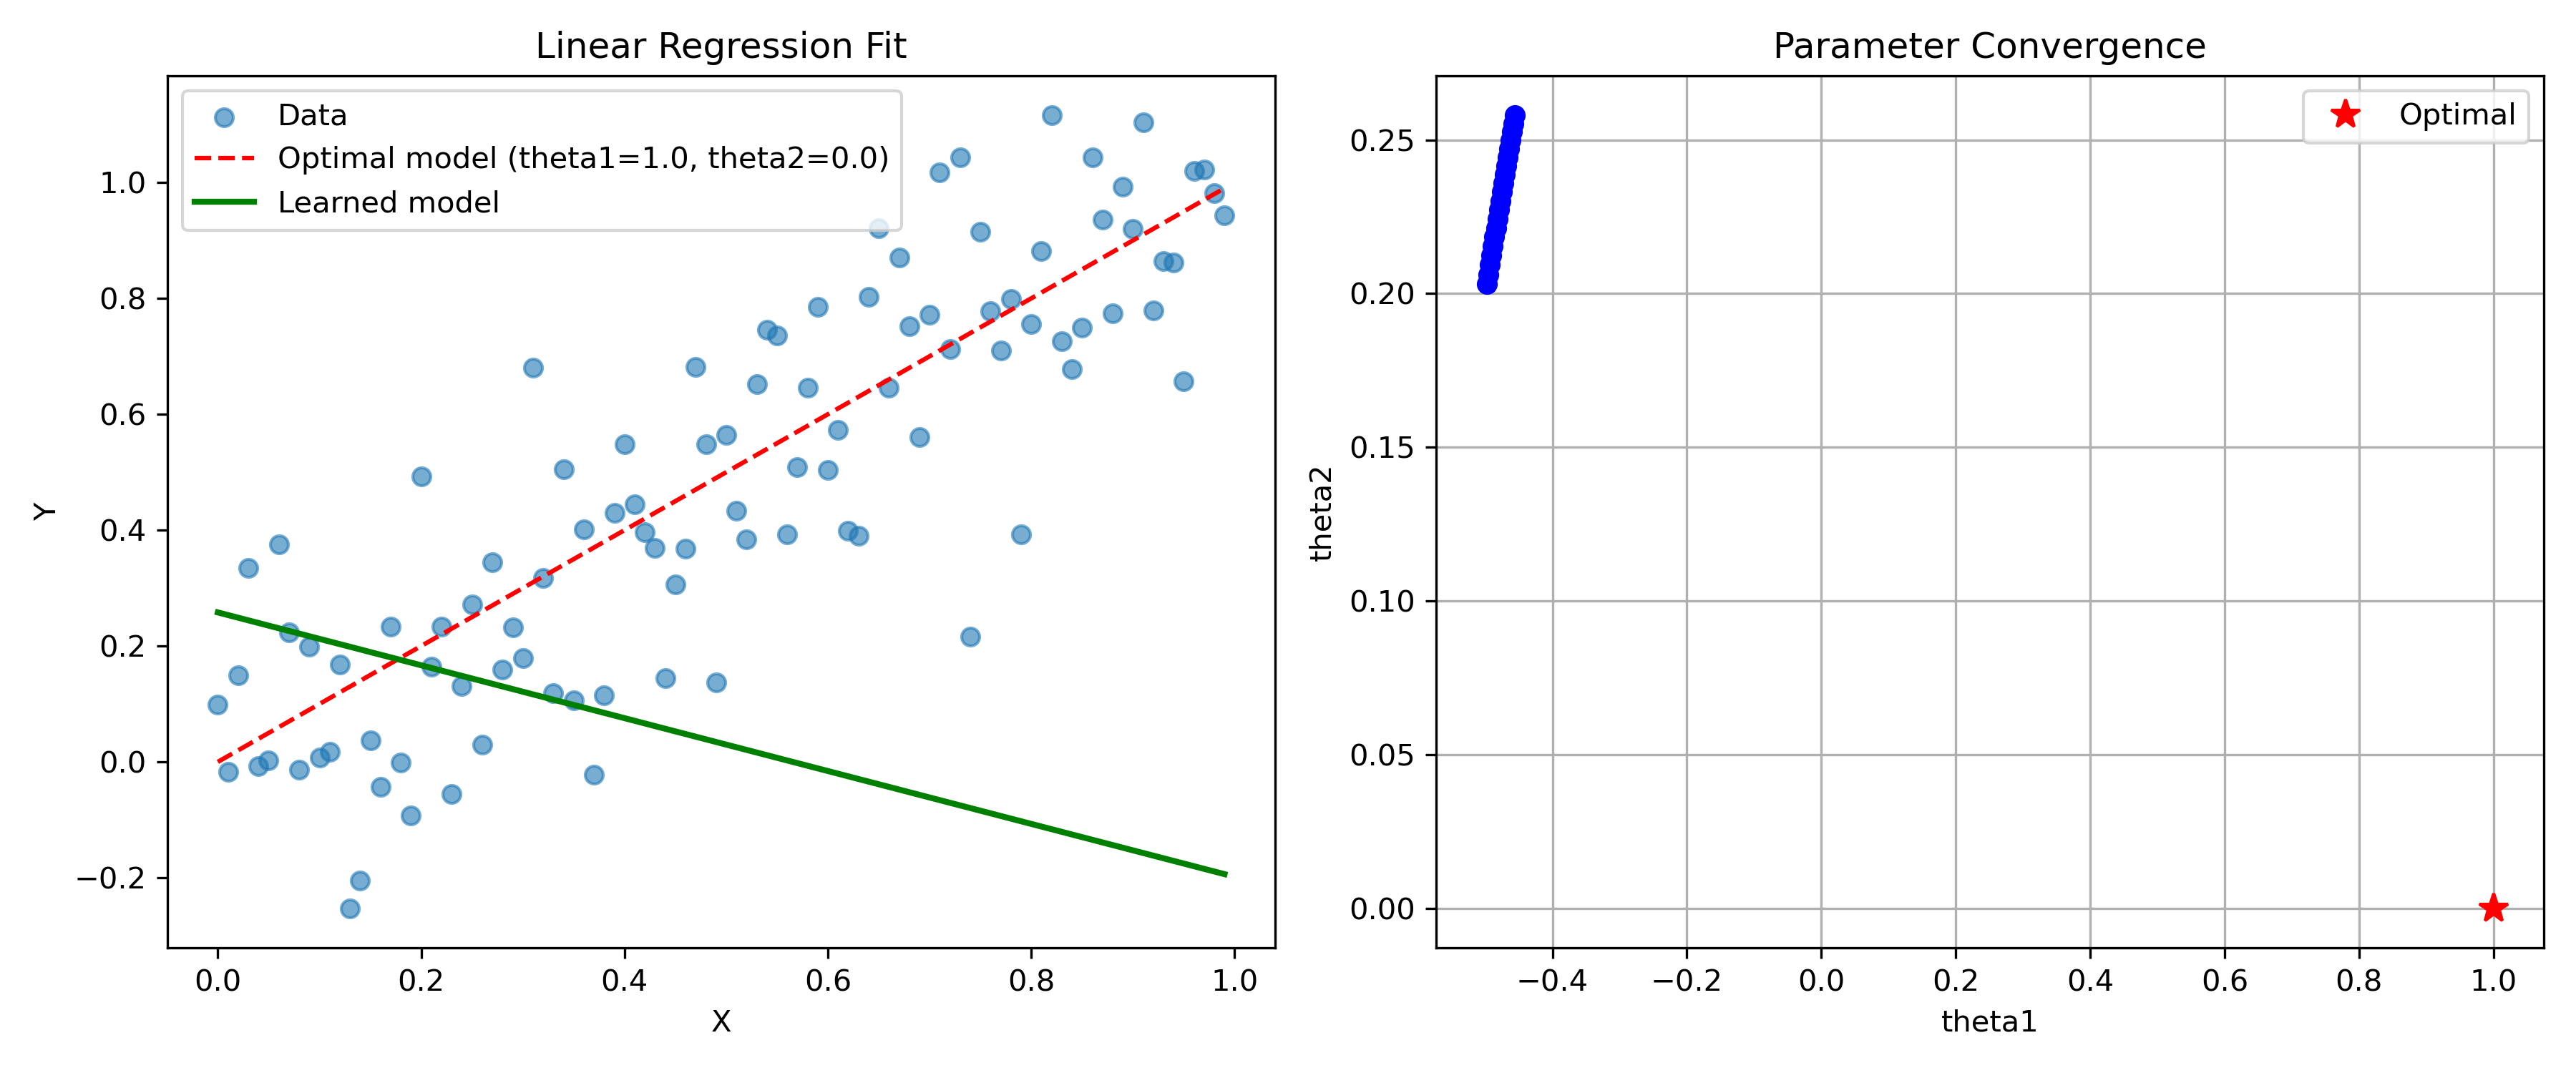 Linear Regression Fit
Data
Optimal model (theta1=1.0, theta2=0.0)
Learned model
1.0
0.8
0.6
0.4
0.2
0.0
−0.2
Y
0.0 0.2 0.4 0.6 0.8 1.0
X
Parameter Convergence
Optimal
0.25
0.20
0.15
0.10
0.05
0.00
theta2
−0.4 −0.2 0.0 0.2 0.4 0.6 0.8 1.0
theta1